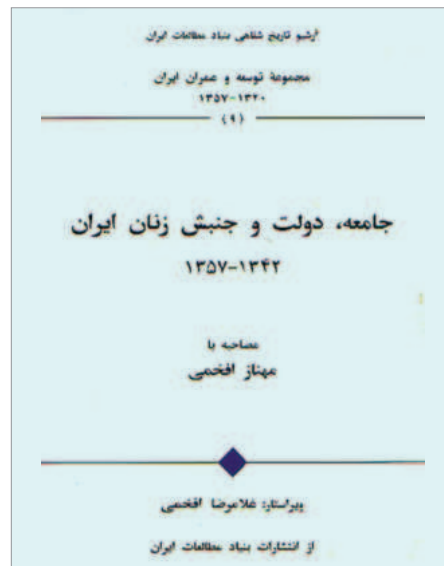 آرشیو تاریخ شفاهی بنیاد مطالعات ایران
مجموعهٔ توسعه و عمران ایران
۱۳۵۷-۱۳۲۰
(۹)
جامعه، دولت و جنبش زنان ایران
۱۳۵۷-۱۳۴۲
مصاحبه با
مهناز افخمی
ویراستار: غلامرضا افخمی
از انتشارات بنیاد مطالعات ایران